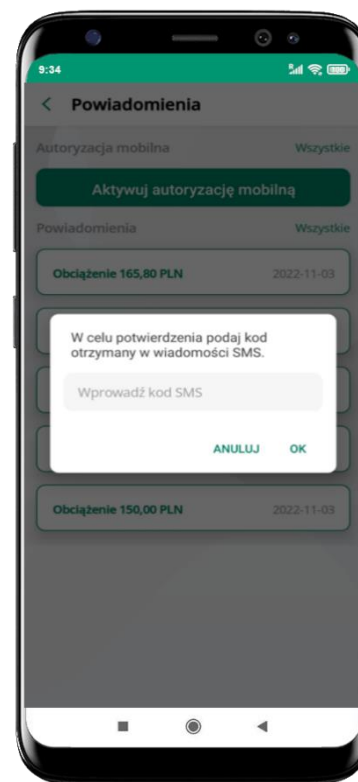 9:34
Powiadomienia
Autoryzacja mobilna Wszystkie
Aktywuj autoryzację mobilną
Powiadomienia Wszystkie
Obciążenie 165,80 PLN 2022-11-03
W celu potwierdzenia podaj kod
otrzymany w wiadomości SMS.
Wprowadź kod SMS
ANULUJ OK
Obciążenie 150,00 PLN 2022-11-03